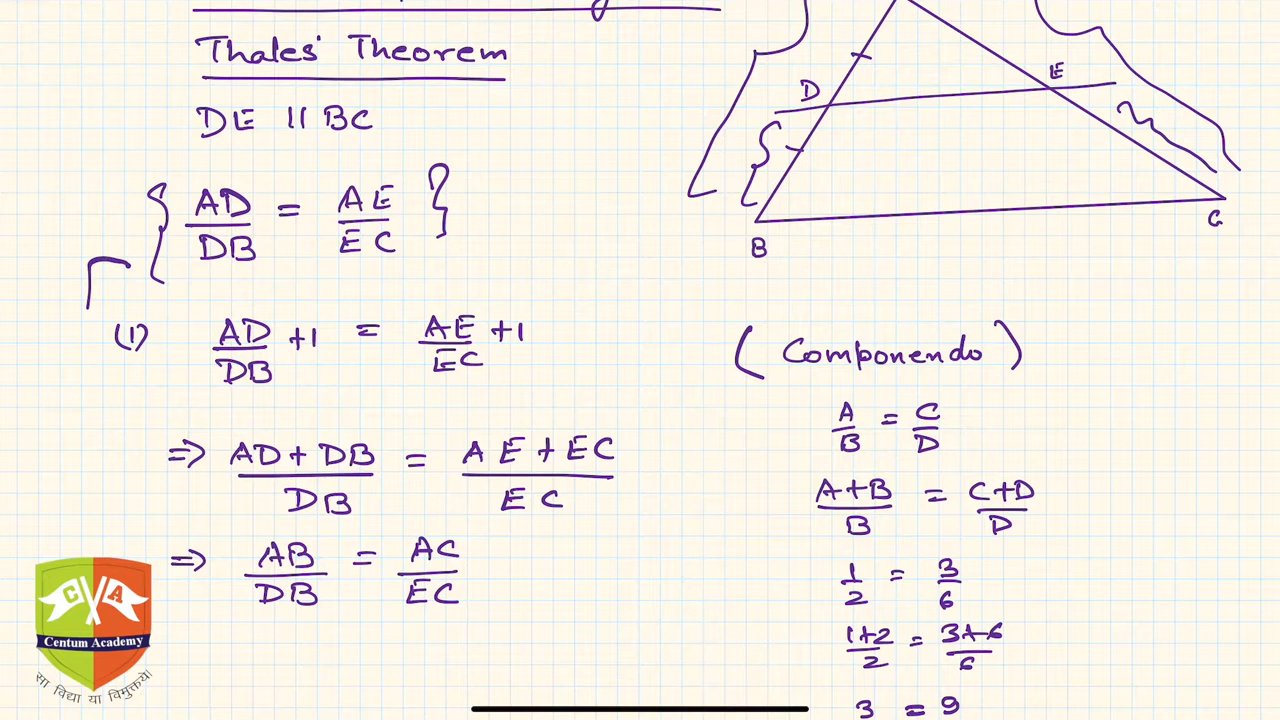 Thales' Theorem
DE || BC
AD/DB = AE/EC
(1) AD/DB +1 = AE/EC +1
=> AD+DB/DB = AE+EC/EC
=> AB/DB = AC/EC
D
E
B
C
(Componendo)
A/B = C/D
A+B/B = C+D/D
1/2 = 3/6
1+2/2 = 3+6/6
3 = 9
C A
Centum Academy
सा विद्या या विमुक्तये।